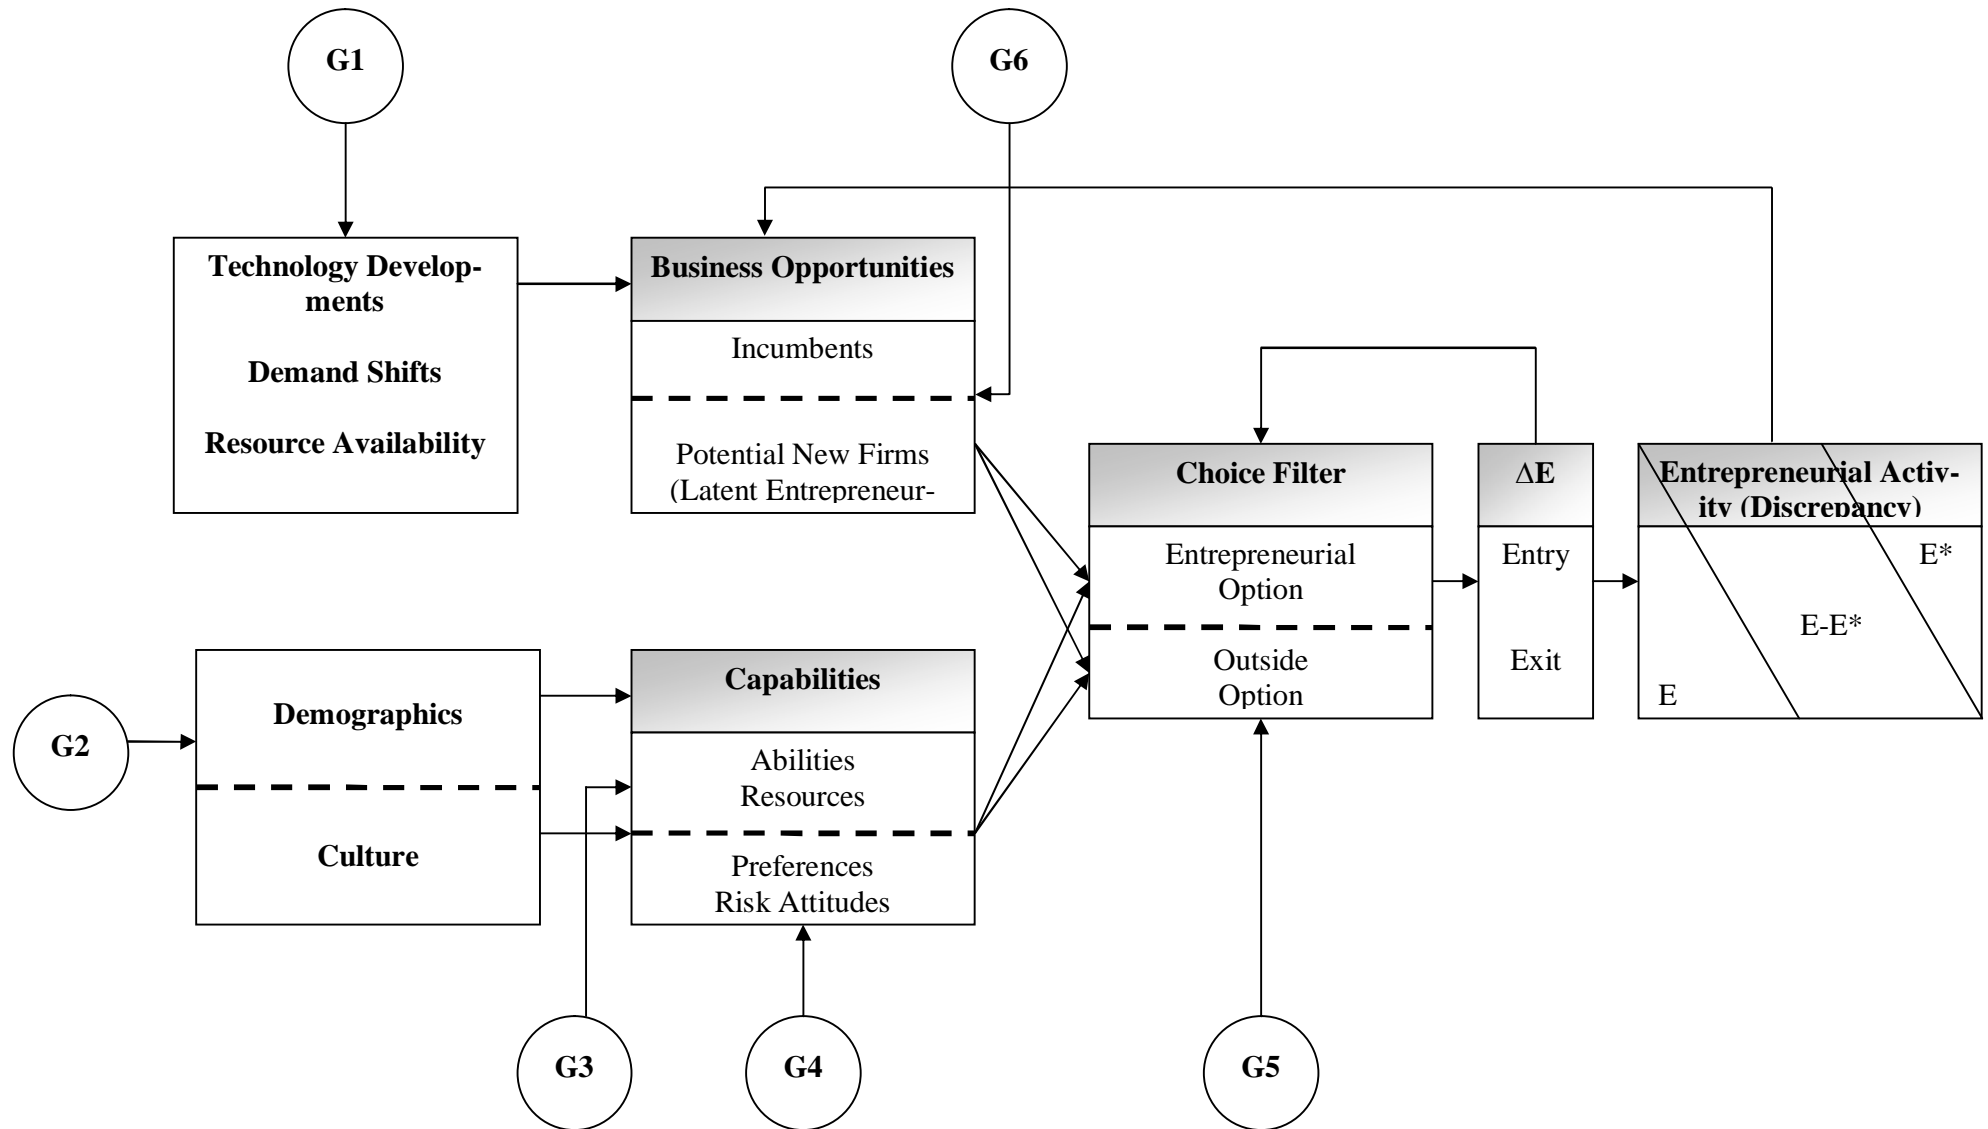 G1
G6
Technology Develop-
ments
Demand Shifts
Resource Availability
Business Opportunities
Incumbents
Potential New Firms
(Latent Entrepreneur-
Choice Filter
Entrepreneurial
Option
Outside
Option
ΔE
Entry
Exit
Entrepreneurial Activ-
ity (Discrepancy)
E*
E-E*
E
G2
Demographics
Culture
Capabilities
Abilities
Resources
Preferences
Risk Attitudes
G3
G4
G5